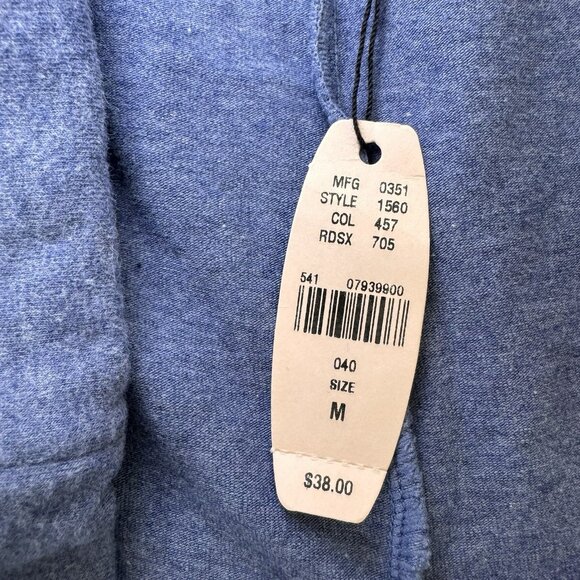 MFG 0351
STYLE 1560
COL 457
RDSX 705
541 07939900
040
SIZE
M
$38.00